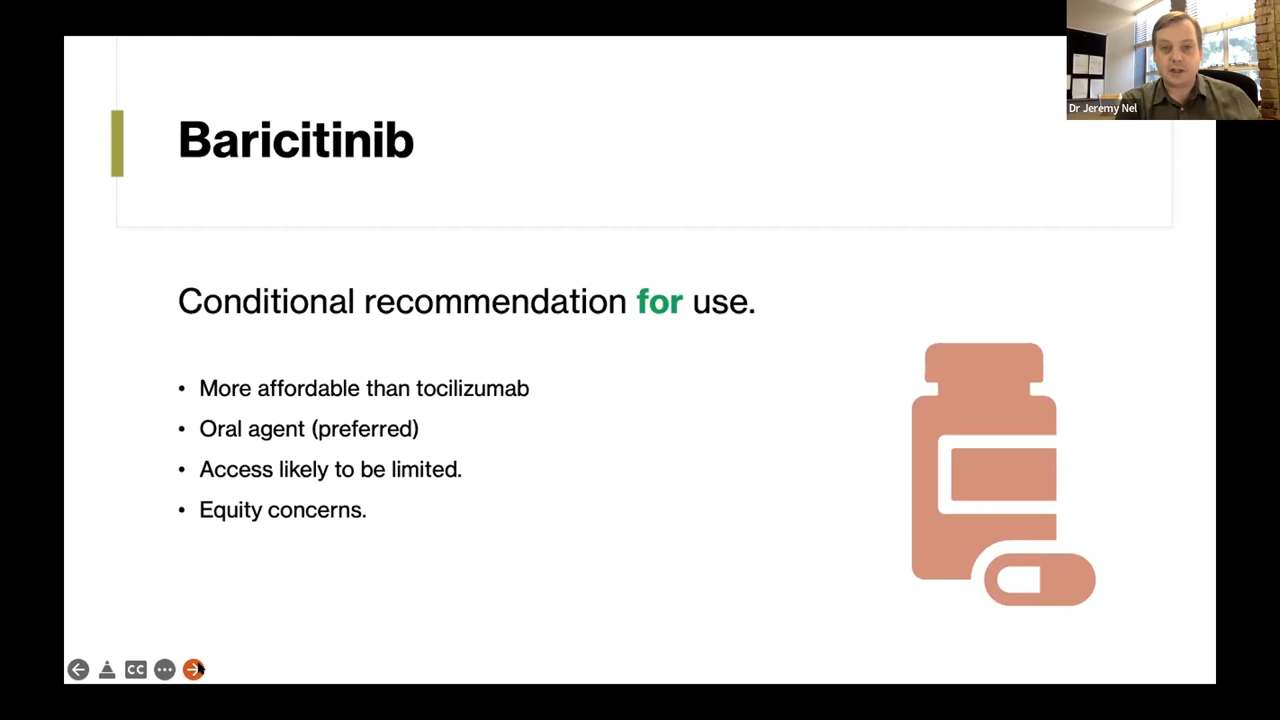 Dr Jeremy Nel
Baricitinib
Conditional recommendation for use.
• More affordable than tocilizumab
• Oral agent (preferred)
• Access likely to be limited.
• Equity concerns.
CC